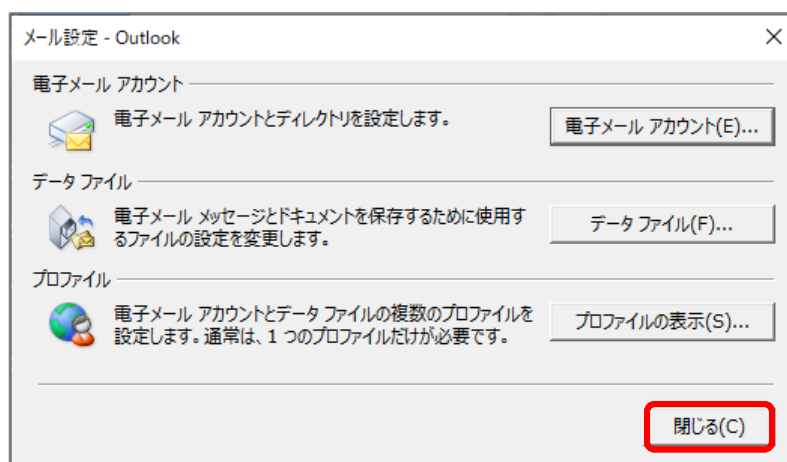 メール設定 - Outlook
電子メール アカウント
電子メール アカウントとディレクトリを設定します。
電子メール アカウント(E)...
データ ファイル
電子メール メッセージとドキュメントを保存するために使用す
るファイルの設定を変更します。
データ ファイル(F)...
プロファイル
電子メール アカウントとデータ ファイルの複数のプロファイルを
設定します。通常は、1 つのプロファイルだけが必要です。
プロファイルの表示(S)...
閉じる(C)